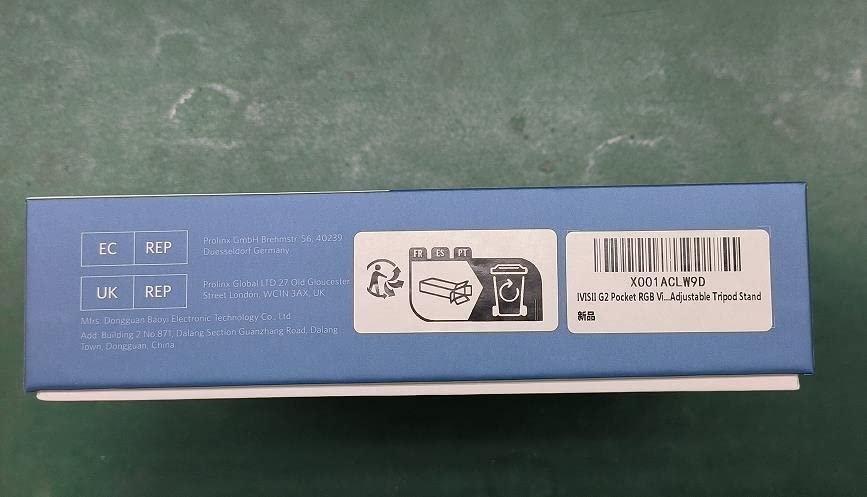 EC REP
Prolinx GmbH Brehmstr. 56, 40239
Duesseldorf Germany
UK REP
Prolinx Global LTD 27 Old Gloucester
Street London, WC1N 3AX, UK
Mfrs. Dongguan Baoyi Electronic Technology Co., Ltd
Add: Building 2 No 871, Dalang Section Guanzhang Road, Dalang
Town, Dongguan, China
FR ES PT
X001ACLW9D
IVISII G2 Pocket RGB Vi...Adjustable Tripod Stand
新品